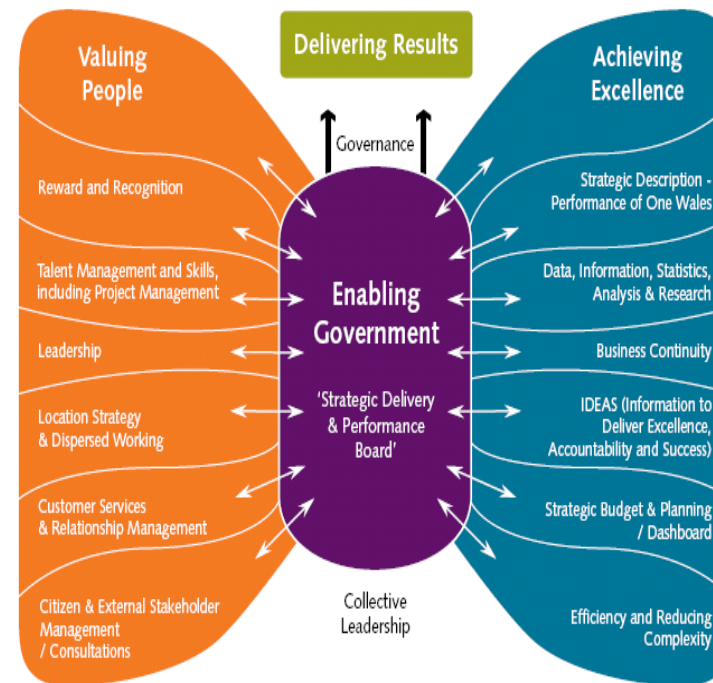 Valuing
People
Reward and Recognition
Talent Management and Skills,
including Project Management
Leadership
Location Strategy
& Dispersed Working
Customer Services
& Relationship Management
Citizen & External Stakeholder
Management
/ Consultations
Delivering Results
Governance
Enabling
Government
‘Strategic Delivery
& Performance
Board’
Collective
Leadership
Achieving
Excellence
Strategic Description -
Performance of One Wales
Data, Information, Statistics,
Analysis & Research
Business Continuity
IDEAS (Information to
Deliver Excellence,
Accountability and Success)
Strategic Budget & Planning
/ Dashboard
Efficiency and Reducing
Complexity